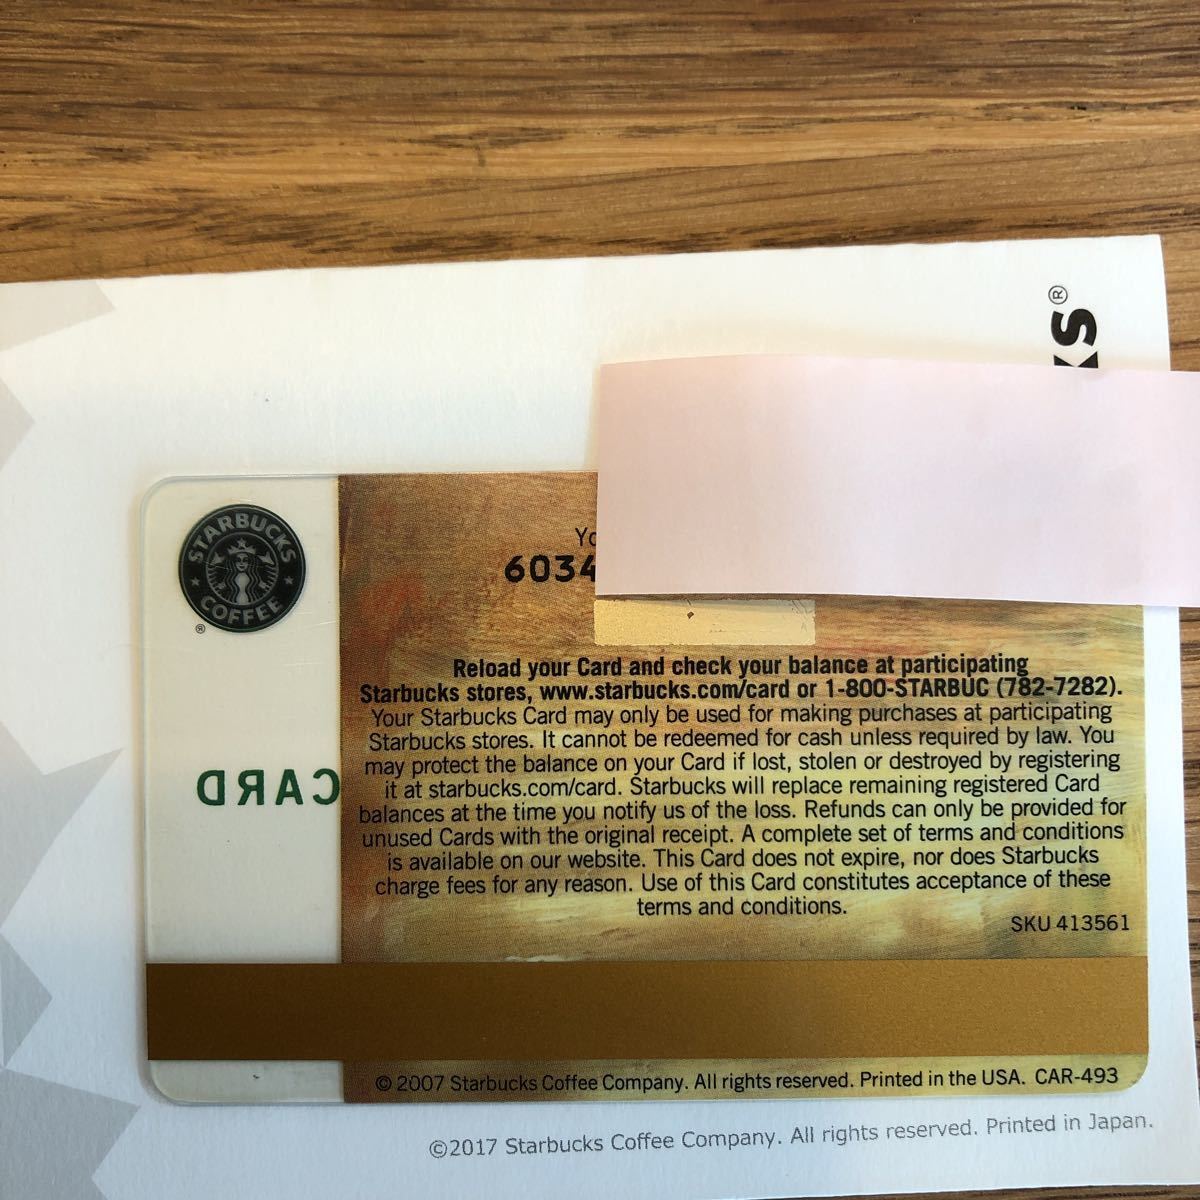 KS®
STARBUCKS
COFFEE
®
Yo
6034
CARD
Reload your Card and check your balance at participating
Starbucks stores, www.starbucks.com/card or 1-800-STARBUC (782-7282).
Your Starbucks Card may only be used for making purchases at participating
Starbucks stores. It cannot be redeemed for cash unless required by law. You
may protect the balance on your Card if lost, stolen or destroyed by registering
it at starbucks.com/card. Starbucks will replace remaining registered Card
balances at the time you notify us of the loss. Refunds can only be provided for
unused Cards with the original receipt. A complete set of terms and conditions
is available on our website. This Card does not expire, nor does Starbucks
charge fees for any reason. Use of this Card constitutes acceptance of these
terms and conditions.
SKU 413561
© 2007 Starbucks Coffee Company. All rights reserved. Printed in the USA. CAR-493
©2017 Starbucks Coffee Company. All rights reserved. Printed in Japan.